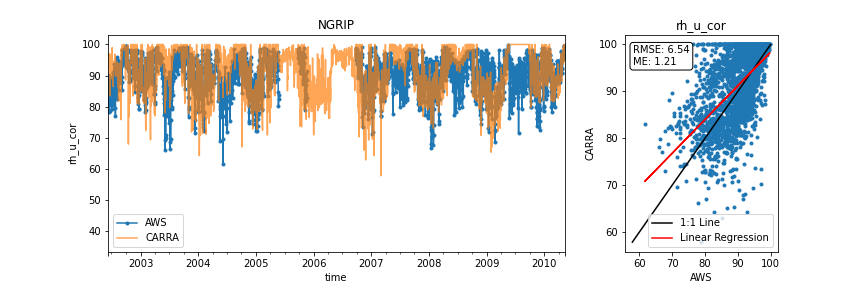 NGRIP
rh_u_cor
100
90
80
70
60
50
40
rh_u_cor
AWS
CARRA
2003
2004
2005
2006
2007
2008
2009
2010
time
rh_u_cor
RMSE: 6.54
ME: 1.21
100
90
80
70
60
CARRA
1:1 Line
Linear Regression
60
70
80
90
100
AWS